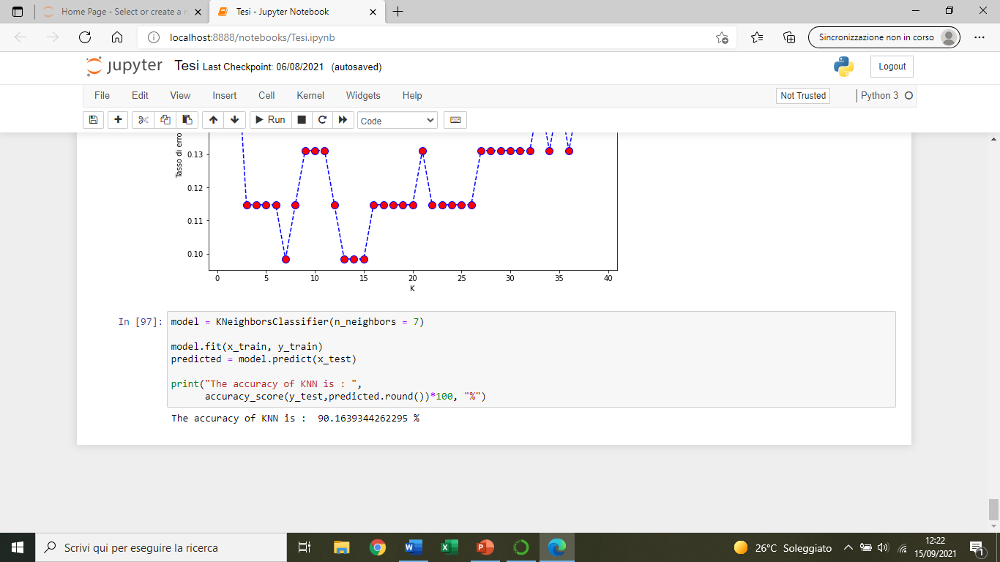 Home Page - Select or create a n
Tesi - Jupyter Notebook
localhost:8888/notebooks/Tesi.ipynb
Sincronizzazione non in corso
jupyter Tesi Last Checkpoint: 06/08/2021 (autosaved)
Logout
File Edit View Insert Cell Kernel Widgets Help
Not Trusted
Python 3
Run
Code
Tasso di erro
0.13
0.12
0.11
0.10
0 5 10 15 20 25 30 35 40
K
In [97]:
model = KNeighborsClassifier(n_neighbors = 7)
model.fit(x_train, y_train)
predicted = model.predict(x_test)
print("The accuracy of KNN is : ",
accuracy_score(y_test,predicted.round())*100, "%")
The accuracy of KNN is :  90.1639344262295 %
Scrivi qui per eseguire la ricerca
26°C Soleggiato
12:22
15/09/2021
1